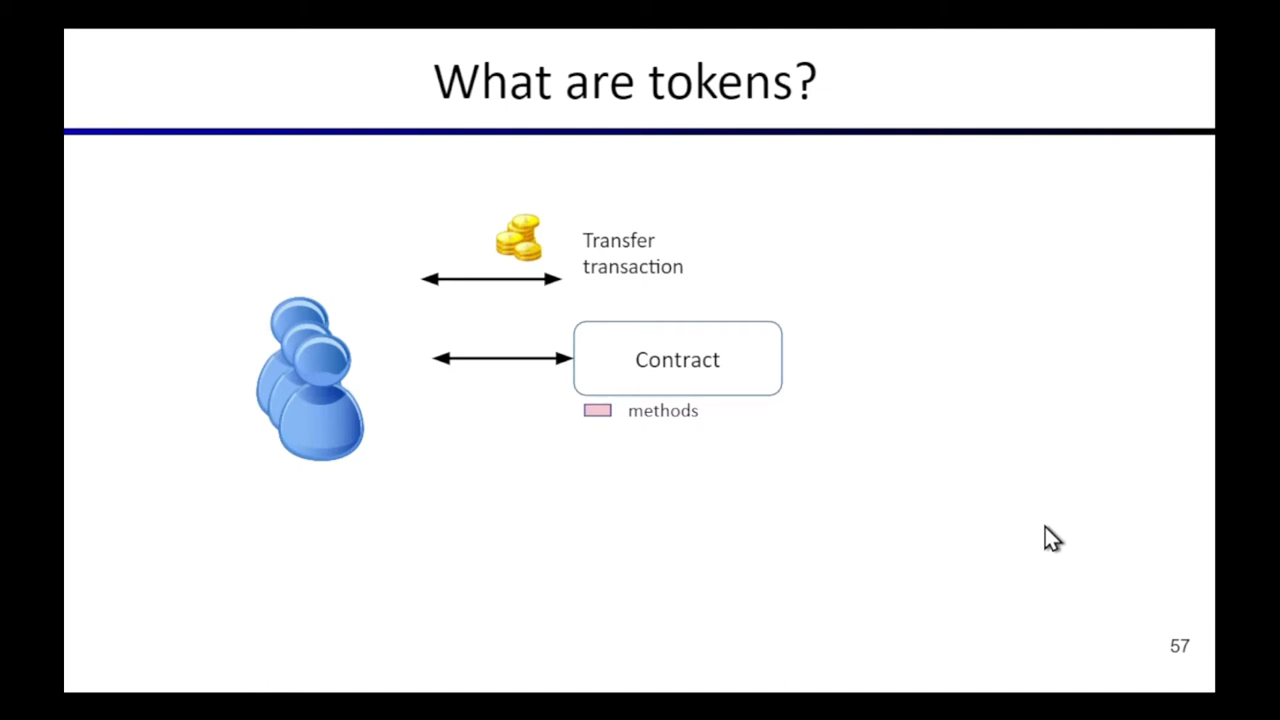 What are tokens?
Transfer
transaction
Contract
methods
57